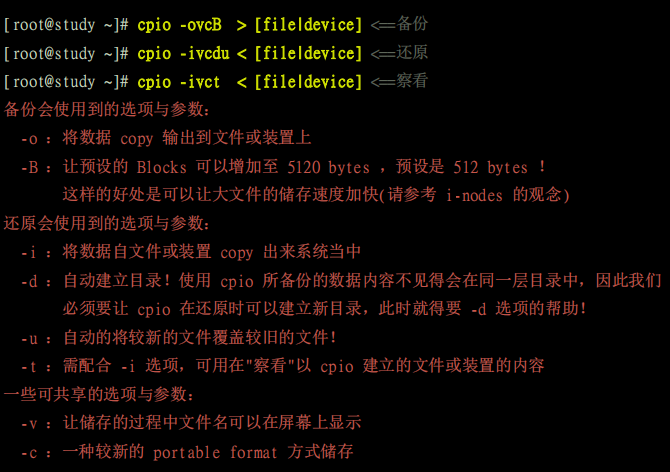 [root@study ~]# cpio -ovcB > [file|device] <==备份
[root@study ~]# cpio -ivcdu < [file|device] <==还原
[root@study ~]# cpio -ivct < [file|device] <==察看
备份会使用到的选项与参数：
-o ：将数据 copy 输出到文件或装置上
-B ：让预设的 Blocks 可以增加至 5120 bytes ，预设是 512 bytes ！
这样的好处是可以让大文件的储存速度加快(请参考 i-nodes 的观念)
还原会使用到的选项与参数：
-i ：将数据自文件或装置 copy 出来系统当中
-d ：自动建立目录！使用 cpio 所备份的数据内容不见得会在同一层目录中，因此我们
必须要让 cpio 在还原时可以建立新目录，此时就得要 -d 选项的帮助！
-u ：自动的将较新的文件覆盖较旧的文件！
-t ：需配合 -i 选项，可用在"察看"以 cpio 建立的文件或装置的内容
一些可共享的选项与参数：
-v ：让储存的过程中文件名可以在屏幕上显示
-c ：一种较新的 portable format 方式储存